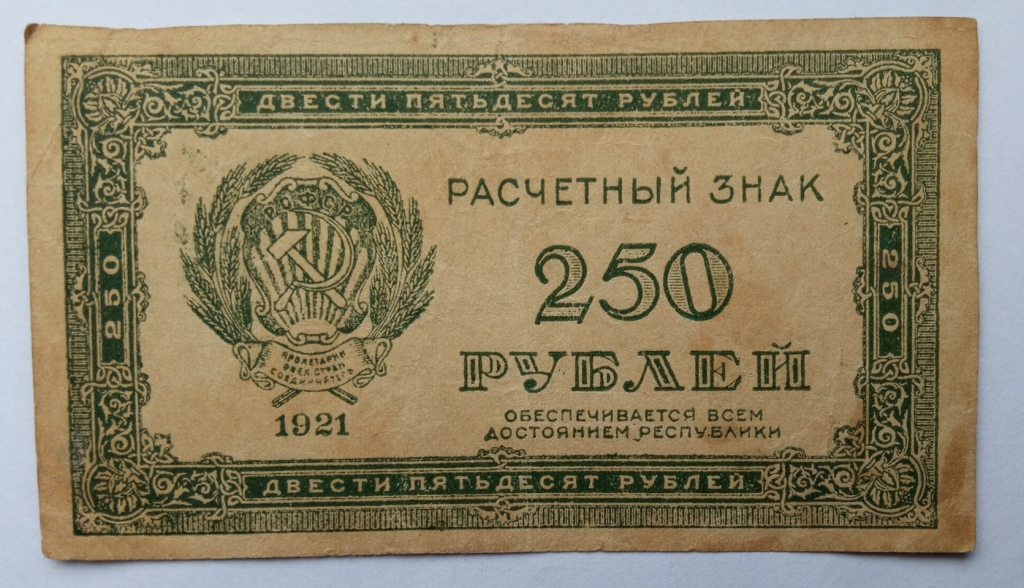 ДВЕСТИ ПЯТЬДЕСЯТ РУБЛЕЙ
250
Р.С.Ф.С.Р.
ПРОЛЕТАРИИ
ВСЕХ СТРАН
СОЕДИНЯЙТЕСЬ
1921
РАСЧЕТНЫЙ ЗНАК
250
РУБЛЕЙ
ОБЕСПЕЧИВАЕТСЯ ВСЕМ
ДОСТОЯНИЕМ РЕСПУБЛИКИ
250
ДВЕСТИ ПЯТЬДЕСЯТ РУБЛЕЙ